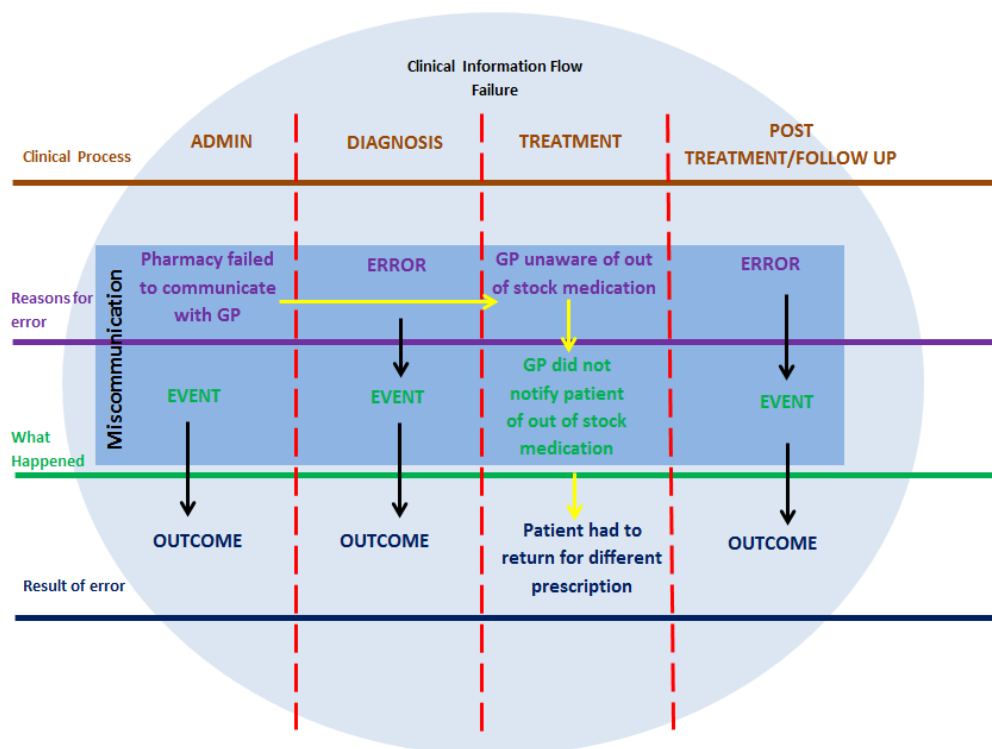 Clinical Information Flow
Failure
Clinical Process
ADMIN
DIAGNOSIS
TREATMENT
POST
TREATMENT/FOLLOW UP
Miscommunication
Reasons for
error
Pharmacy failed
to communicate
with GP
ERROR
GP unaware of out
of stock medication
ERROR
What
Happened
EVENT
EVENT
GP did not
notify patient
of out of stock
medication
EVENT
Result of error
OUTCOME
OUTCOME
Patient had to
return for different
prescription
OUTCOME